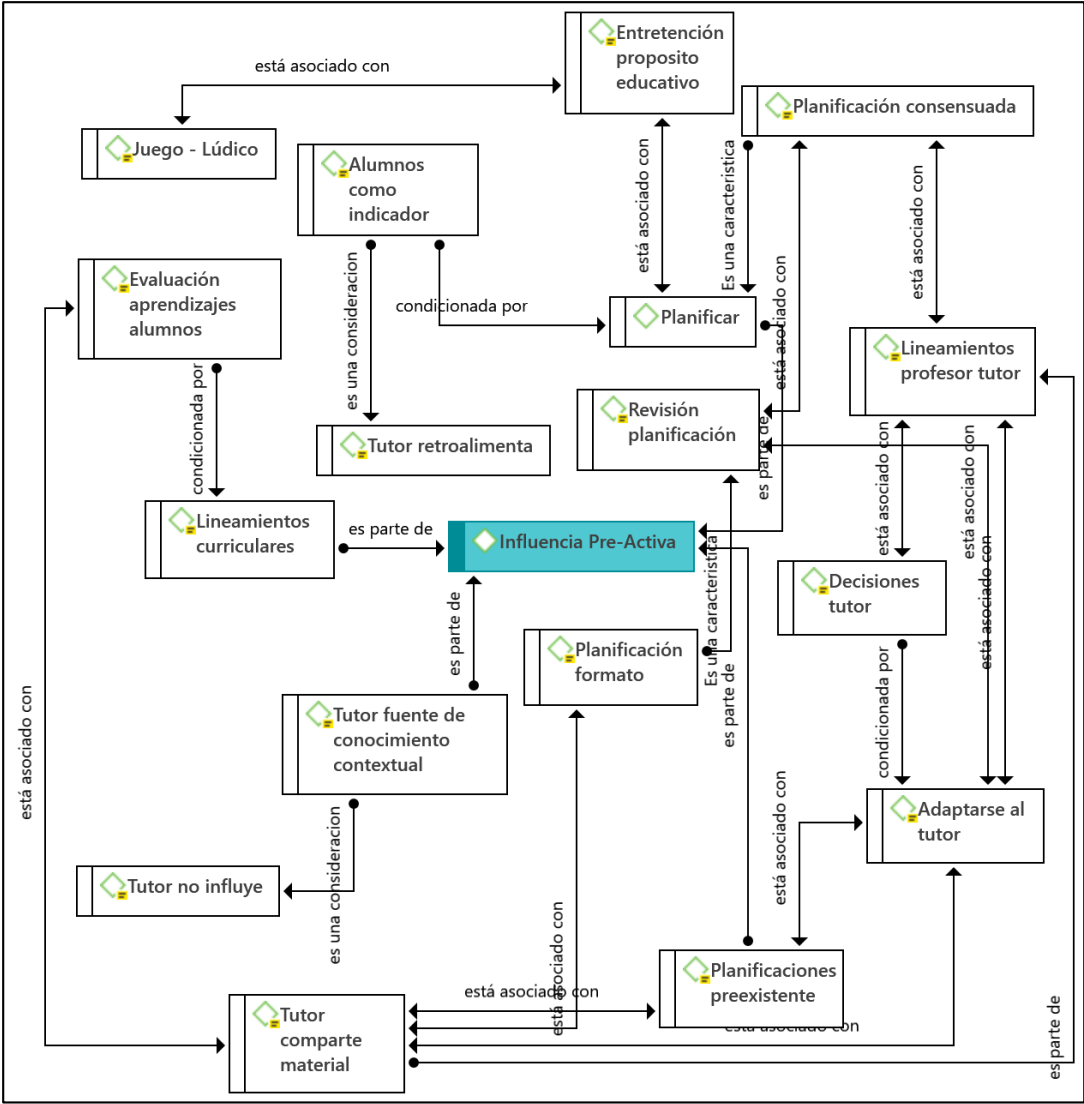 Entretención
proposito
educativo
está asociado con
Planificación consensuada
Juego - Lúdico
Alumnos
como
indicador
está asociado con
Es una caracteristica
está asociado con
Evaluación
aprendizajes
alumnos
es una consideracion
condicionada por
Planificar
está asociado con
Lineamientos
profesor tutor
condicionada por
Revisión
planificación
Tutor retroalimenta
es parte de
está asociado con
está asociado con
Lineamientos
curriculares
es parte de
Influencia Pre-Activa
Decisiones
tutor
está asociado con
es parte de
Planificación
formato
Es una caracteristica
es parte de
condicionada por
está asociado con
Tutor fuente de
conocimiento
contextual
está asociado con
Adaptarse al
tutor
es una consideracion
Tutor no influye
está asociado con
Planificaciones
preexistente
está asociado con
está asociado con
Tutor
comparte
material
es parte de